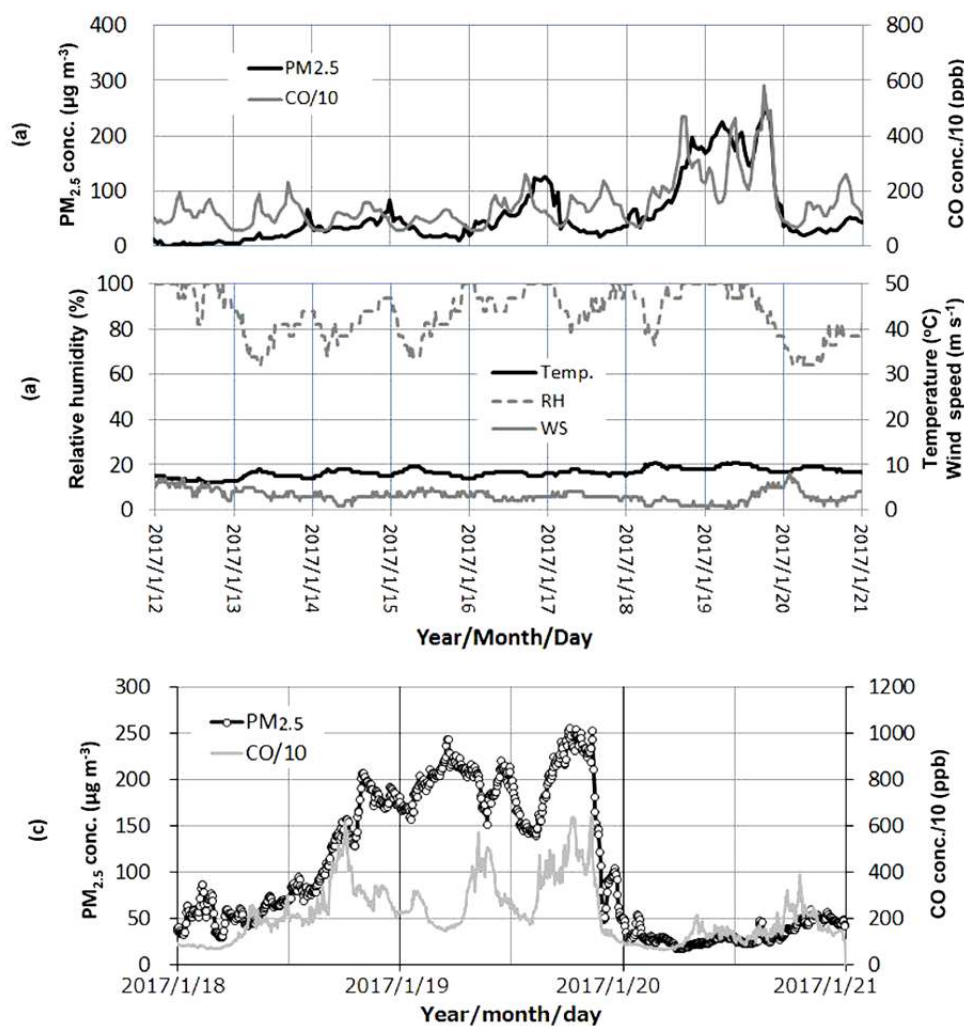 (a)
PM2.5 conc. (µg m-3)
400
300
200
100
0
PM2.5
CO/10
800
600
400
200
0
CO conc./10 (ppb)
(a)
Relative humidity (%)
100
80
60
40
20
0
Temp.
RH
WS
50
40
30
20
10
0
Temperature (°C)
Wind speed (m s-1)
2017/1/12
2017/1/13
2017/1/14
2017/1/15
2017/1/16
2017/1/17
2017/1/18
2017/1/19
2017/1/20
2017/1/21
Year/Month/Day
(c)
PM2.5 conc. (µg m-3)
300
250
200
150
100
50
0
PM2.5
CO/10
1200
1000
800
600
400
200
0
CO conc./10 (ppb)
2017/1/18
2017/1/19
2017/1/20
2017/1/21
Year/month/day